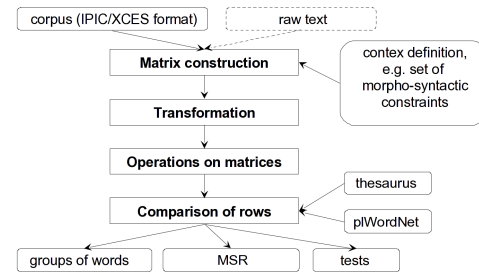 corpus (IPIC/XCES format)
raw text
Matrix construction
contex definition,
e.g. set of
morpho-syntactic
constraints
Transformation
Operations on matrices
thesaurus
Comparison of rows
plWordNet
groups of words
MSR
tests